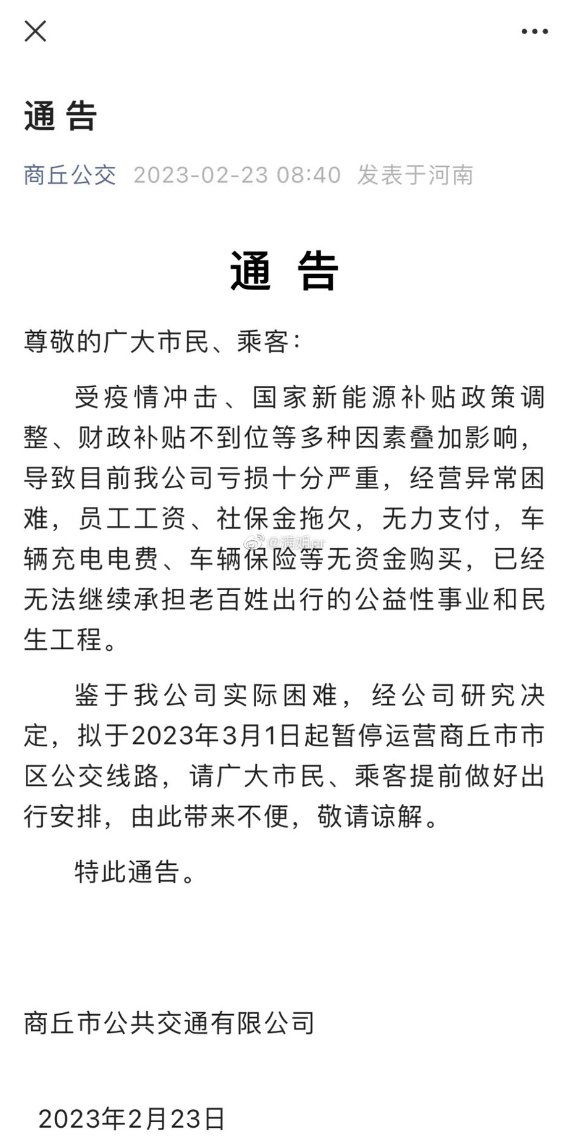 通告
商丘公交 2023-02-23 08:40 发表于河南
通 告
尊敬的广大市民、乘客：
受疫情冲击、国家新能源补贴政策调
整、财政补贴不到位等多种因素叠加影响，
导致目前我公司亏损十分严重，经营异常困
难，员工工资、社保金拖欠，无力支付，车
辆充电电费、车辆保险等无资金购买，已经
无法继续承担老百姓出行的公益性事业和民
生工程。
鉴于我公司实际困难，经公司研究决
定，拟于2023年3月1日起暂停运营商丘市市
区公交线路，请广大市民、乘客提前做好出
行安排，由此带来不便，敬请谅解。
特此通告。
商丘市公共交通有限公司
2023年2月23日